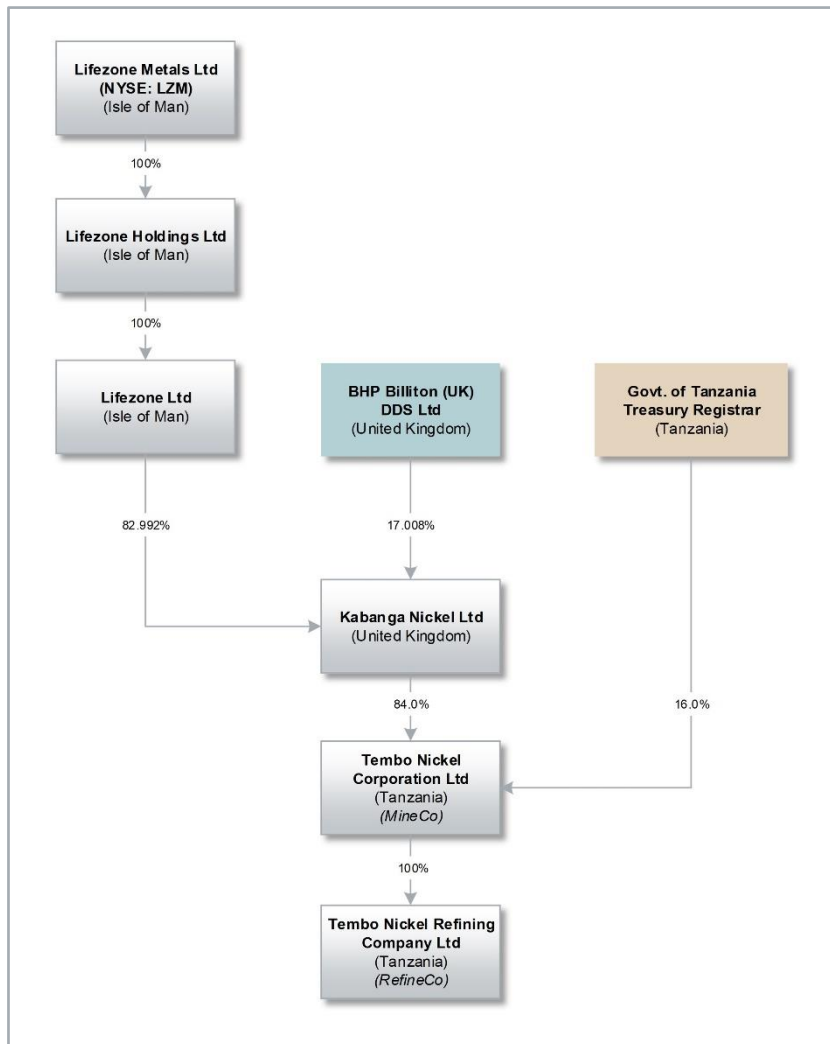 Lifezone Metals Ltd
(NYSE: LZM)
(Isle of Man)
100%
Lifezone Holdings Ltd
(Isle of Man)
100%
Lifezone Ltd
(Isle of Man)
BHP Billiton (UK)
DDS Ltd
(United Kingdom)
Govt. of Tanzania
Treasury Registrar
(Tanzania)
82.992%
17.008%
Kabanga Nickel Ltd
(United Kingdom)
84.0%
16.0%
Tembo Nickel
Corporation Ltd
(Tanzania)
(MineCo)
100%
Tembo Nickel Refining
Company Ltd
(Tanzania)
(RefineCo)